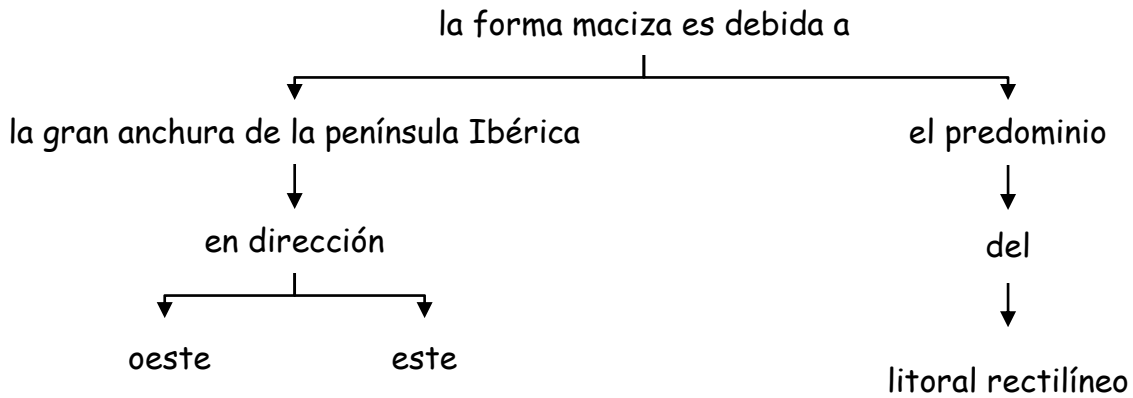 la forma maciza es debida a
la gran anchura de la península Ibérica
el predominio
en dirección
del
oeste
este
litoral rectilíneo